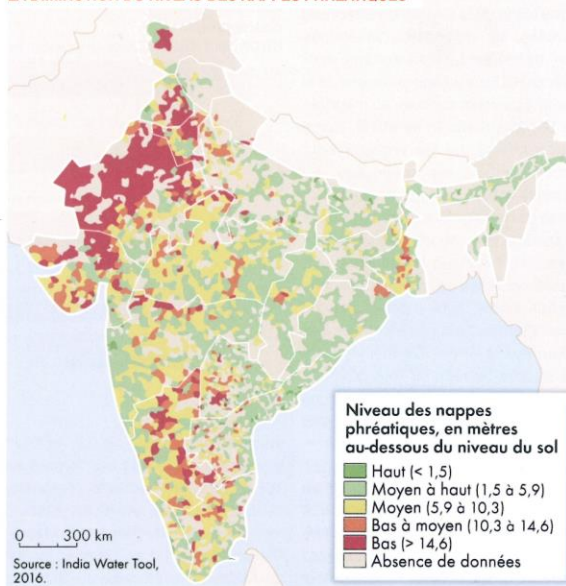 Niveau des nappes
phréatiques, en mètres
au-dessous du niveau du sol
Haut (< 1,5)
Moyen à haut (1,5 à 5,9)
Moyen (5,9 à 10,3)
Bas à moyen (10,3 à 14,6)
Bas (> 14,6)
Absence de données
0 300 km
Source : India Water Tool,
2016.